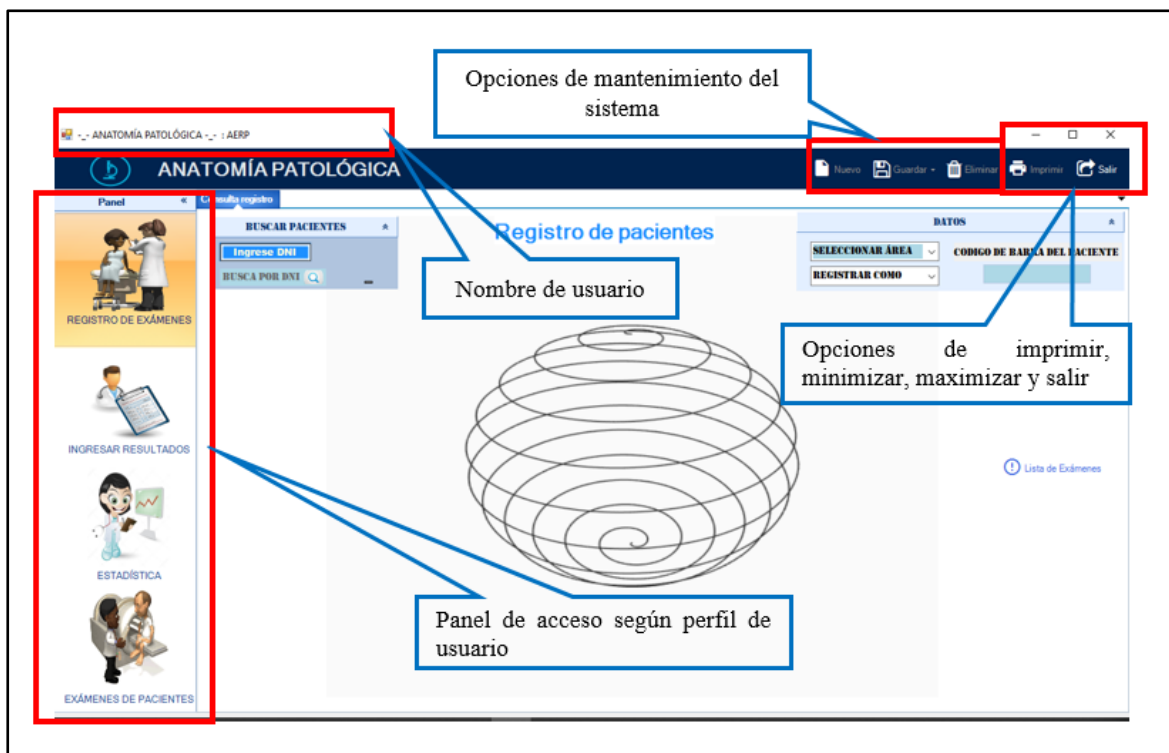 Opciones de mantenimiento del
sistema
-_- ANATOMÍA PATOLÓGICA -_- : AERP
ANATOMÍA PATOLÓGICA
Nuevo
Guardar
Eliminar
Imprimir
Salir
Panel
Consulta registro
BUSCAR PACIENTES
Ingrese DNI
BUSCA POR DNI
Registro de pacientes
DATOS
SELECCIONAR ÁREA
CODIGO DE BARRA DEL PACIENTE
REGISTRAR COMO
Nombre de usuario
Opciones de imprimir,
minimizar, maximizar y salir
REGISTRO DE EXÁMENES
INGRESAR RESULTADOS
Lista de Exámenes
ESTADÍSTICA
Panel de acceso según perfil de
usuario
EXÁMENES DE PACIENTES